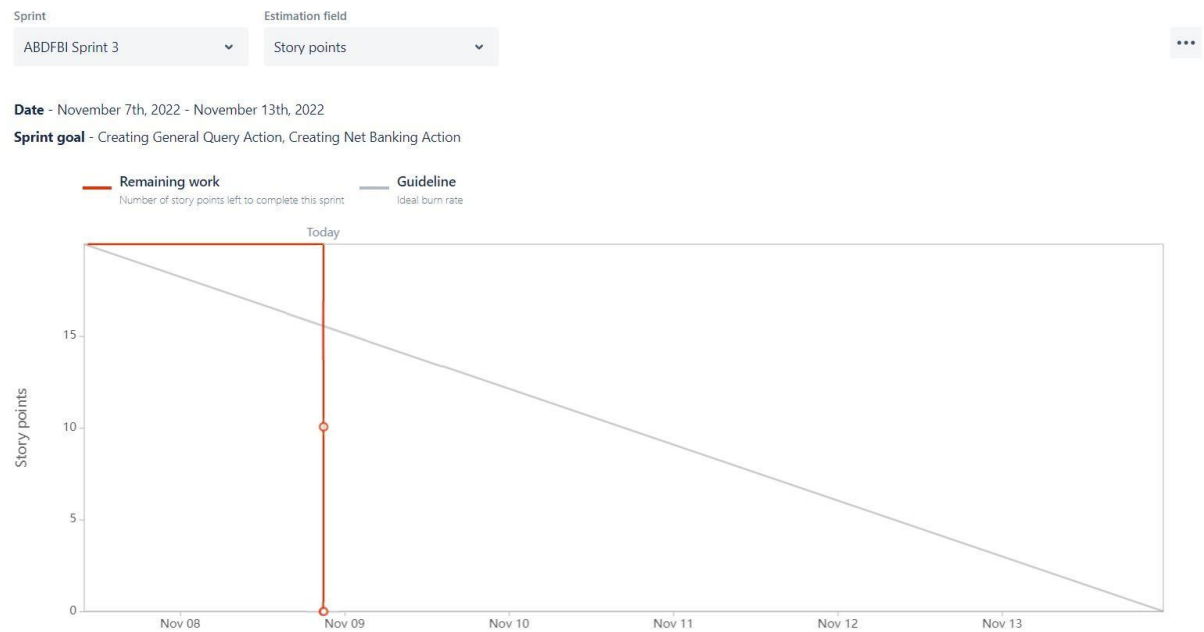 Sprint
Estimation field
ABDFBI Sprint 3
Story points
Date - November 7th, 2022 - November 13th, 2022
Sprint goal - Creating General Query Action, Creating Net Banking Action
Remaining work
Number of story points left to complete this sprint
Guideline
Ideal burn rate
Today
15
10
5
0
Story points
Nov 08
Nov 09
Nov 10
Nov 11
Nov 12
Nov 13